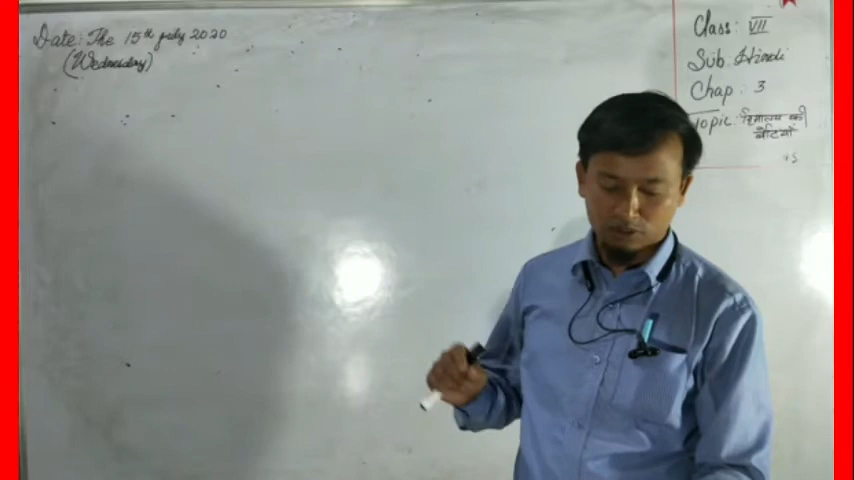 Date: The 15th july 2020
(Wednesday)
Class: VII
Sub: Hindi
Chap: 3
Topic: हिमालय की
बेटियाँ